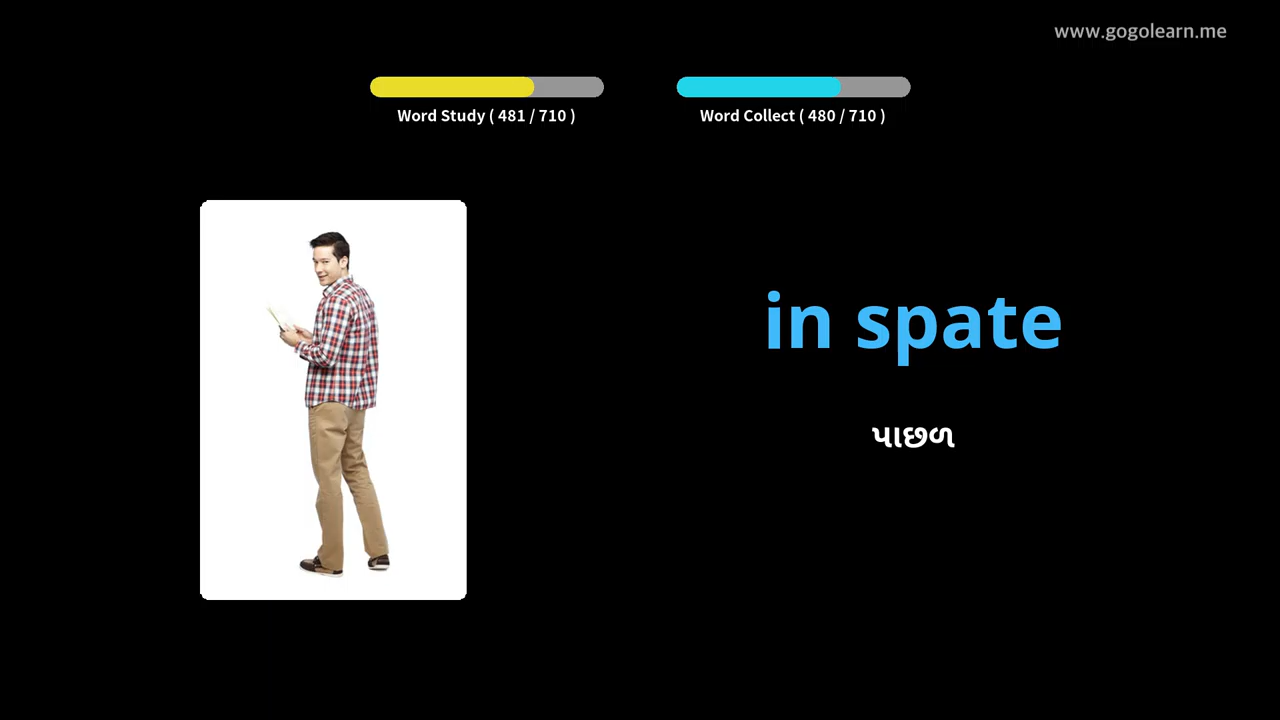 www.gogolearn.me
Word Study ( 481 / 710 )
Word Collect ( 480 / 710 )
in spate
પાછળ